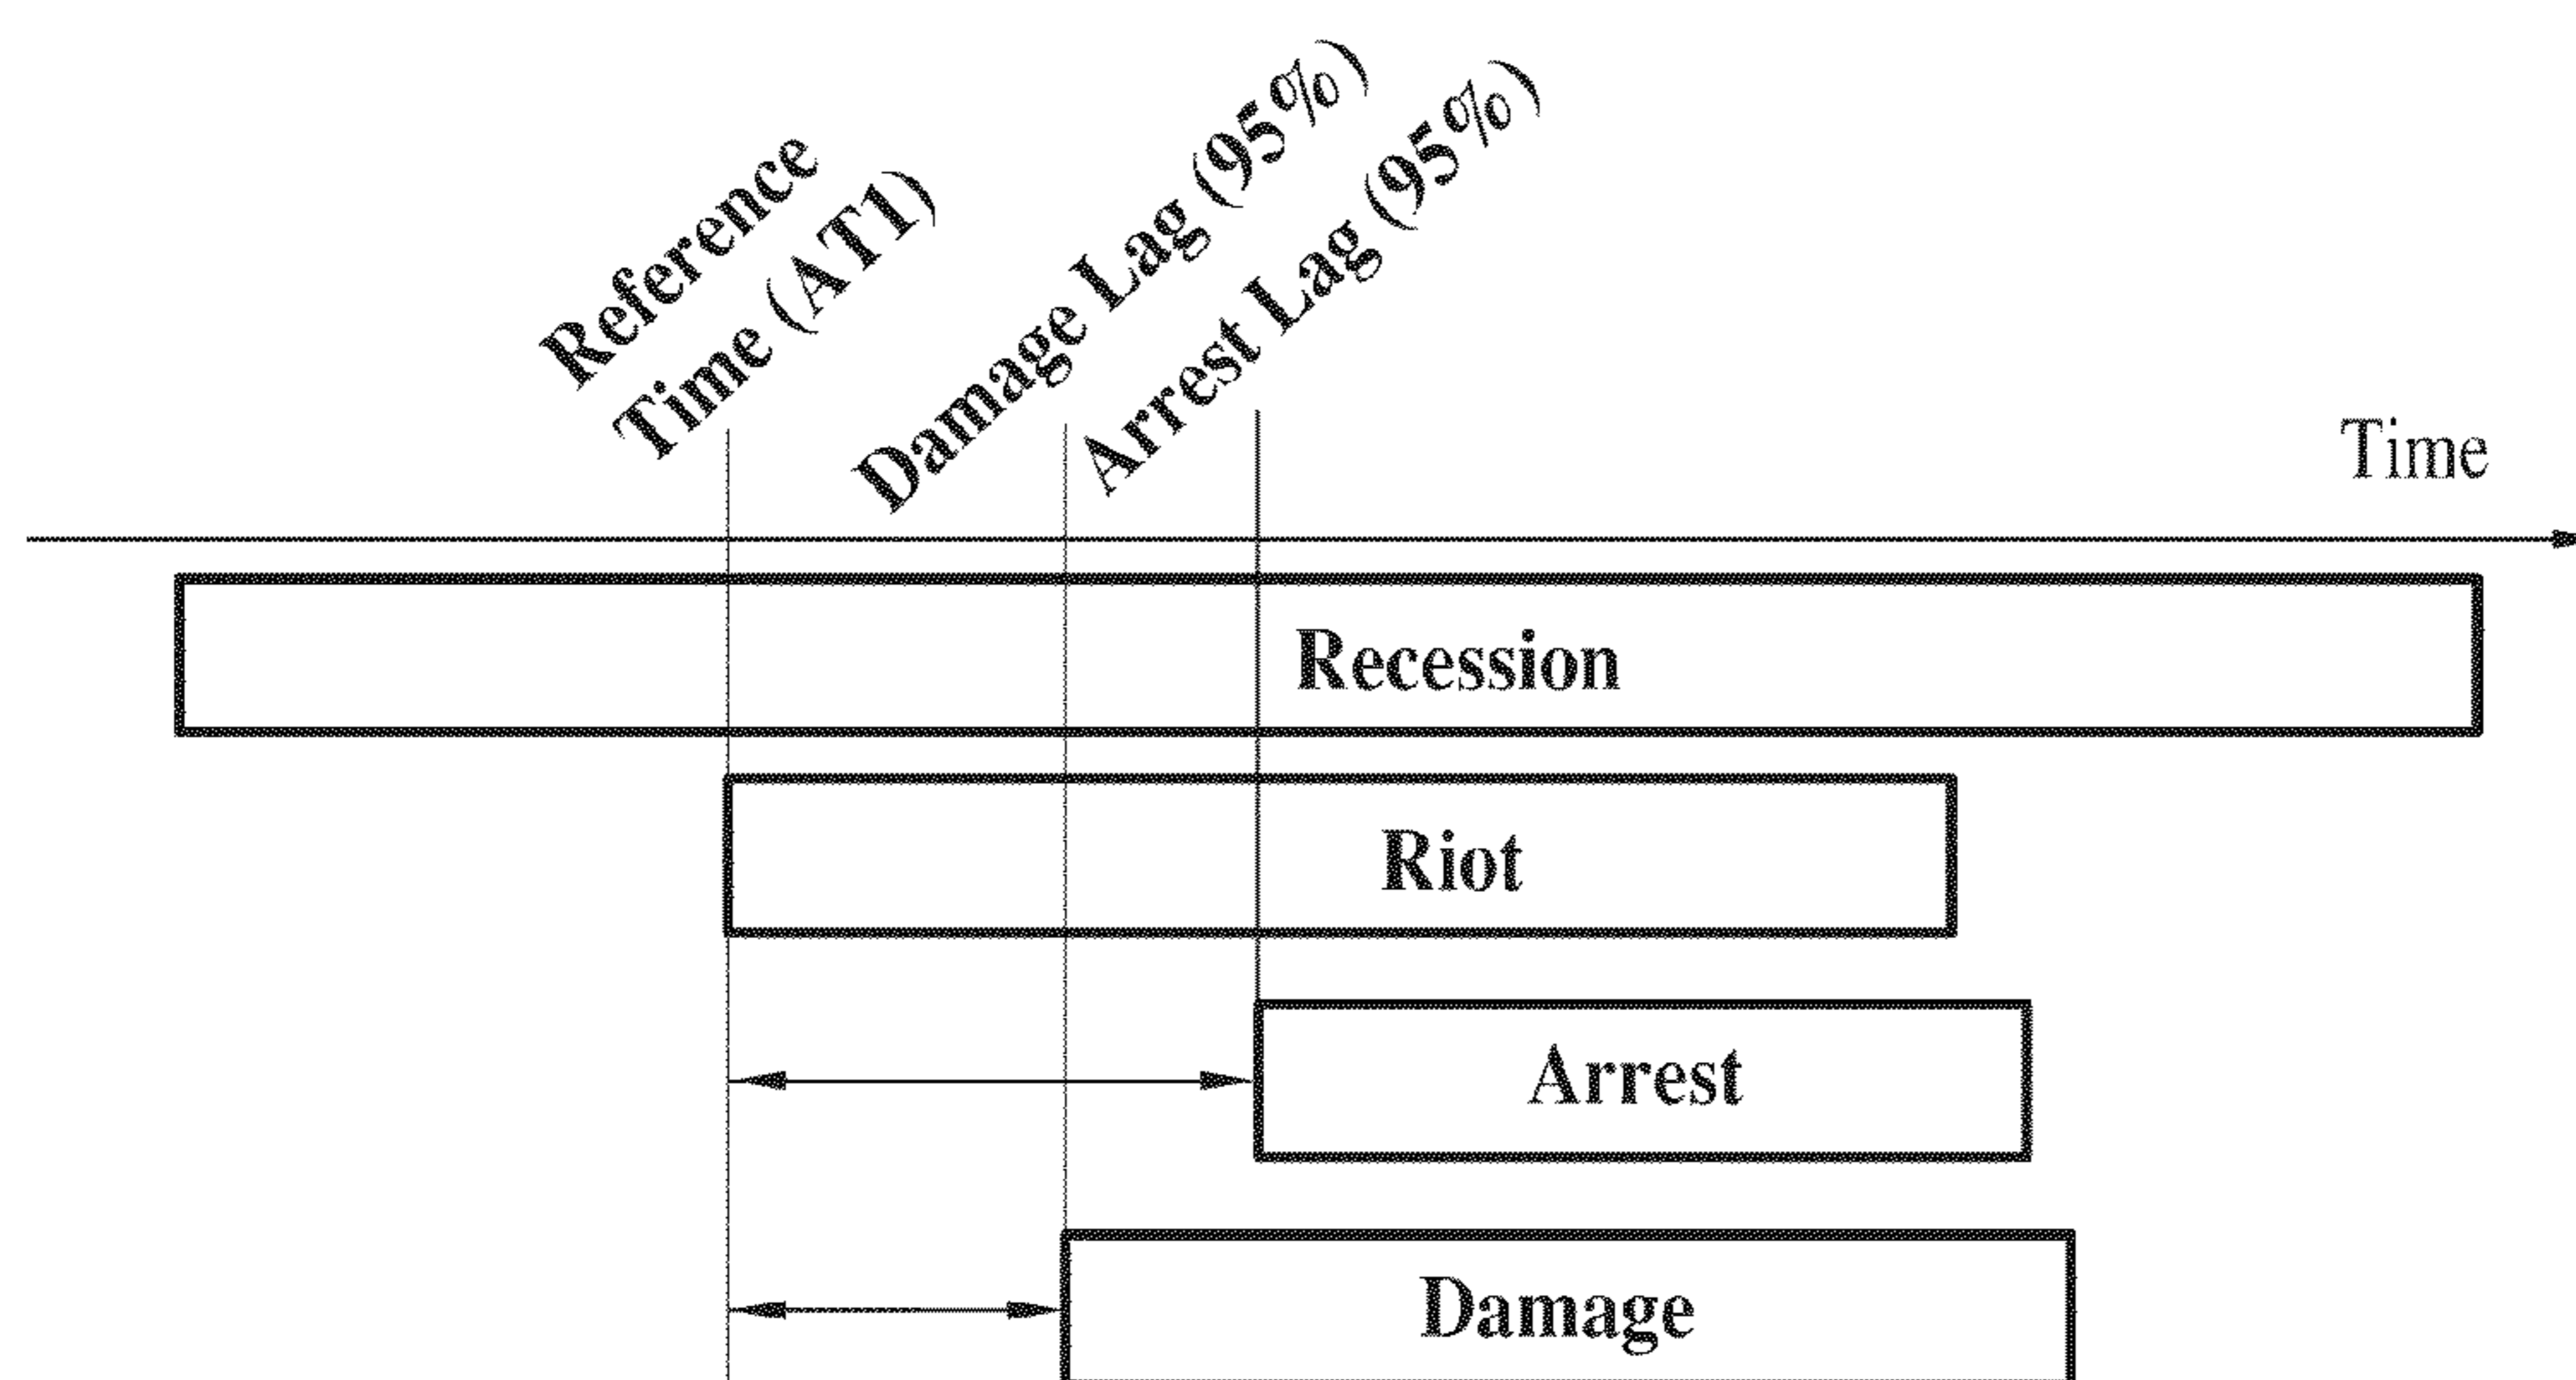 Reference
Time (AT1)
Damage Lag (95%)
Arrest Lag (95%)
Time
Recession
Riot
Arrest
Damage